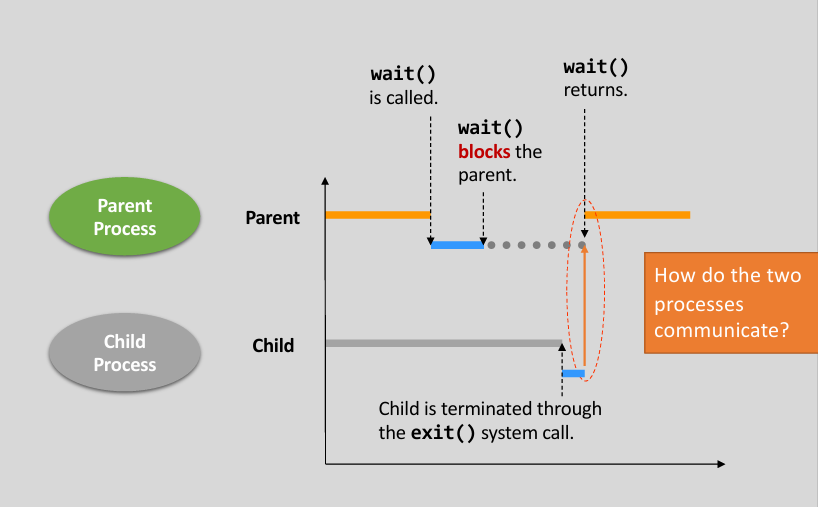 wait()
is called.
wait()
returns.
wait()
blocks the
parent.
Parent
Process
Parent
How do the two
processes
communicate?
Child
Process
Child
Child is terminated through
the exit() system call.